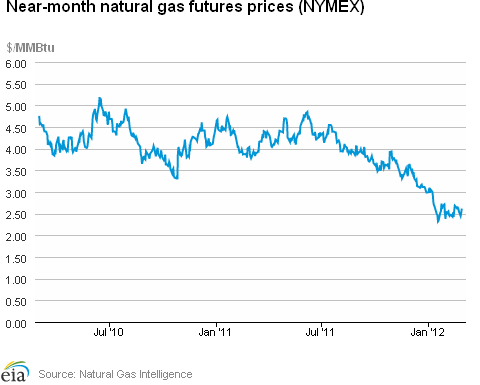 Near-month natural gas futures prices (NYMEX)
$/MMBtu
6.00
5.50
5.00
4.50
4.00
3.50
3.00
2.50
2.00
1.50
1.00
0.50
0.00
Jul '10
Jan '11
Jul '11
Jan '12
eia
Source: Natural Gas Intelligence